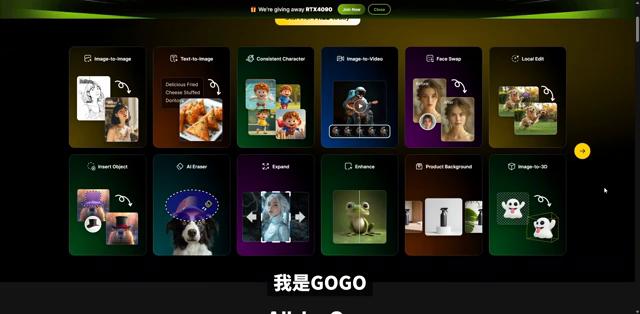 We're giving away RTX4090
Join Now
Close
Image-to-Image
Text-to-Image
Consistent Character
Image-to-Video
Face Swap
Local Edit
Delicious Fried
Cheese Stuffed
Doritos
Insert Object
AI Eraser
Expand
Enhance
Product Background
Image-to-3D
我是GOGO